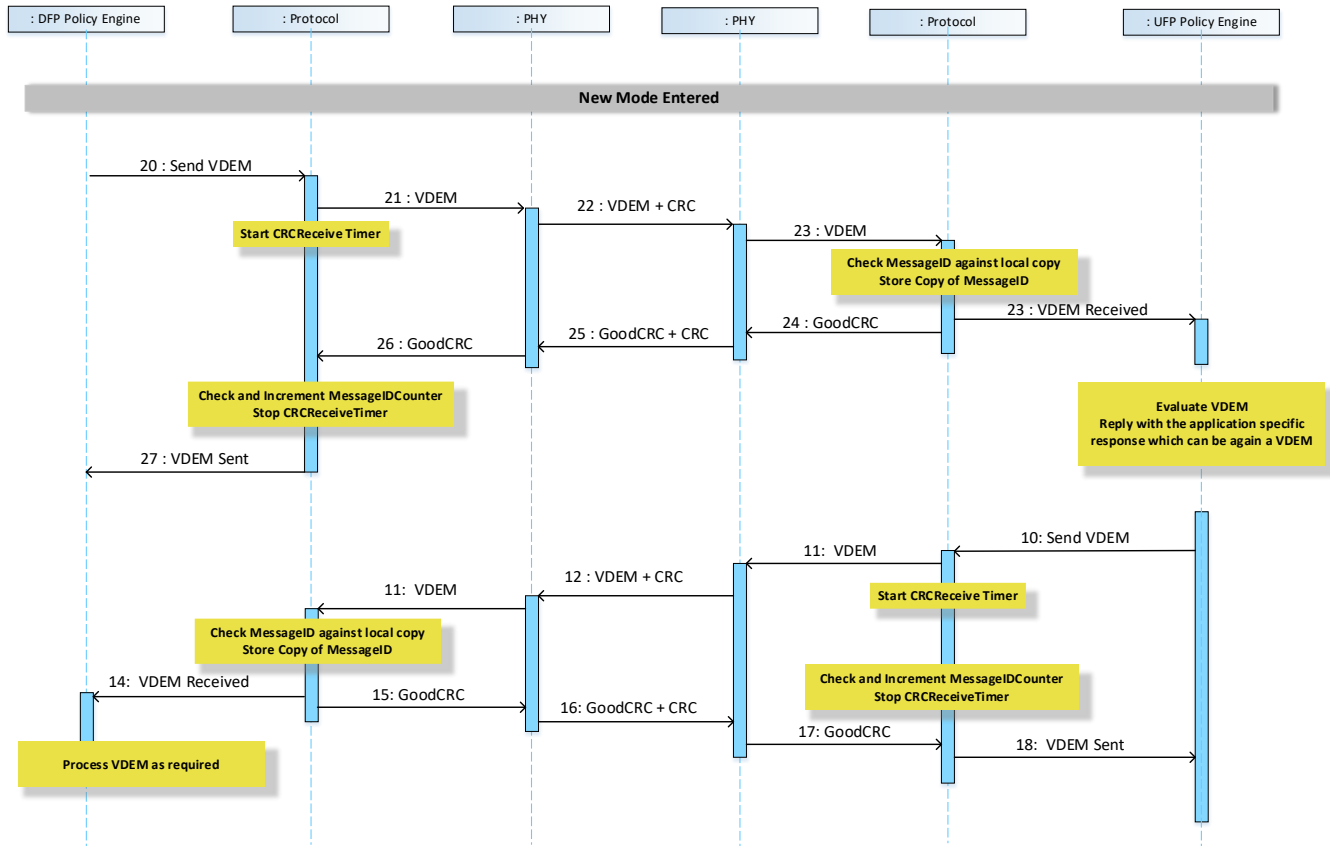 : DFP Policy Engine
: Protocol
: PHY
: PHY
: Protocol
: UFP Policy Engine
New Mode Entered
20 : Send VDEM
21 : VDEM
22 : VDEM + CRC
Start CRCReceive Timer
23 : VDEM
Check MessageID against local copy
Store Copy of MessageID
23 : VDEM Received
24 : GoodCRC
25 : GoodCRC + CRC
26 : GoodCRC
Check and Increment MessageIDCounter
Stop CRCReceiveTimer
Evaluate VDEM
Reply with the application specific
response which can be again a VDEM
27 : VDEM Sent
10: Send VDEM
11: VDEM
12 : VDEM + CRC
11: VDEM
Start CRCReceive Timer
Check MessageID against local copy
Store Copy of MessageID
14: VDEM Received
15: GoodCRC
16: GoodCRC + CRC
Check and Increment MessageIDCounter
Stop CRCReceiveTimer
17: GoodCRC
18: VDEM Sent
Process VDEM as required